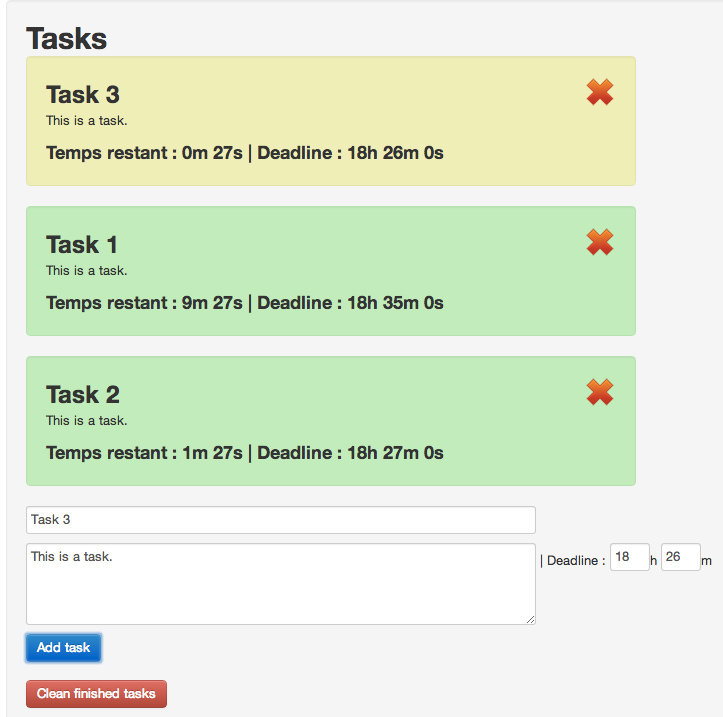 Tasks
Task 3
This is a task.
Temps restant : 0m 27s | Deadline : 18h 26m 0s
Task 1
This is a task.
Temps restant : 9m 27s | Deadline : 18h 35m 0s
Task 2
This is a task.
Temps restant : 1m 27s | Deadline : 18h 27m 0s
Task 3
This is a task.
| Deadline : 18 h 26 m
Add task
Clean finished tasks